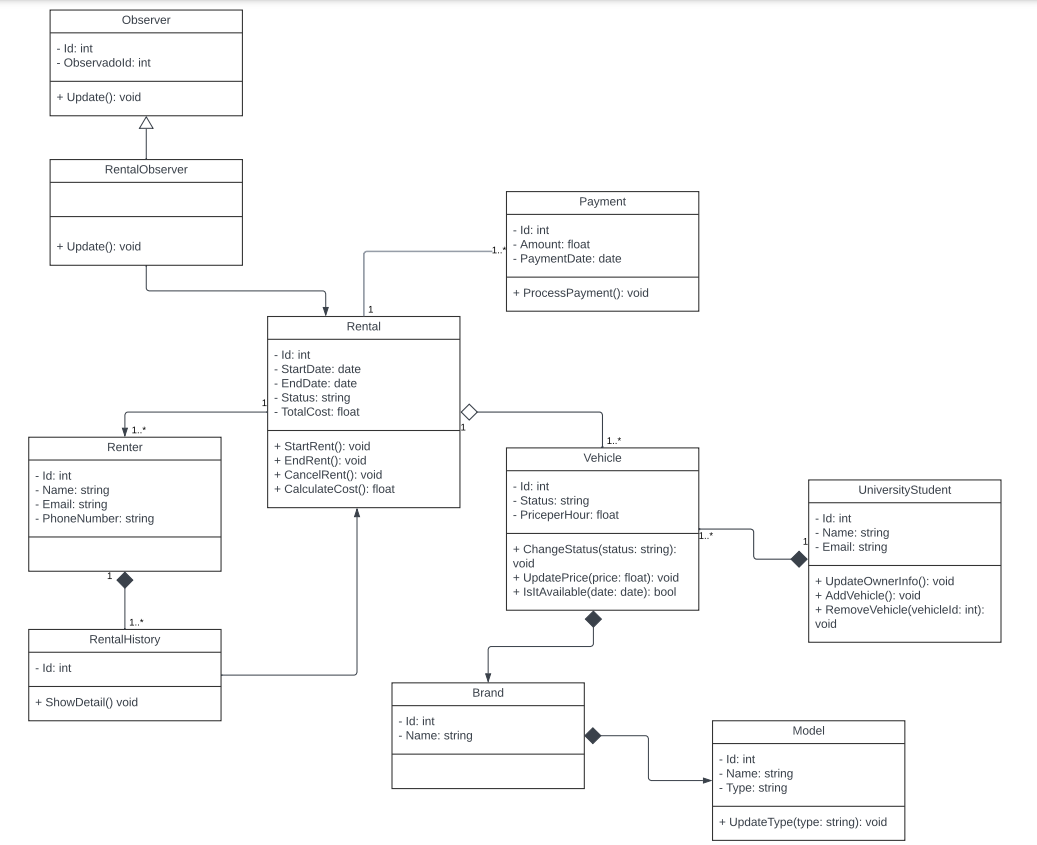 Observer
- Id: int
- ObservadoId: int
+ Update(): void
RentalObserver
+ Update(): void
Payment
- Id: int
- Amount: float
- PaymentDate: date
+ ProcessPayment(): void
1..*
1
Rental
- Id: int
- StartDate: date
- EndDate: date
- Status: string
- TotalCost: float
+ StartRent(): void
+ EndRent(): void
+ CancelRent(): void
+ CalculateCost(): float
1
1..*
1
1..*
Renter
- Id: int
- Name: string
- Email: string
- PhoneNumber: string
1
1..*
RentalHistory
- Id: int
+ ShowDetail() void
Vehicle
- Id: int
- Status: string
- PriceperHour: float
+ ChangeStatus(status: string):
void
+ UpdatePrice(price: float): void
+ IsItAvailable(date: date): bool
1..*
1
UniversityStudent
- Id: int
- Name: string
- Email: string
+ UpdateOwnerInfo(): void
+ AddVehicle(): void
+ RemoveVehicle(vehicleId: int):
void
Brand
- Id: int
- Name: string
Model
- Id: int
- Name: string
- Type: string
+ UpdateType(type: string): void